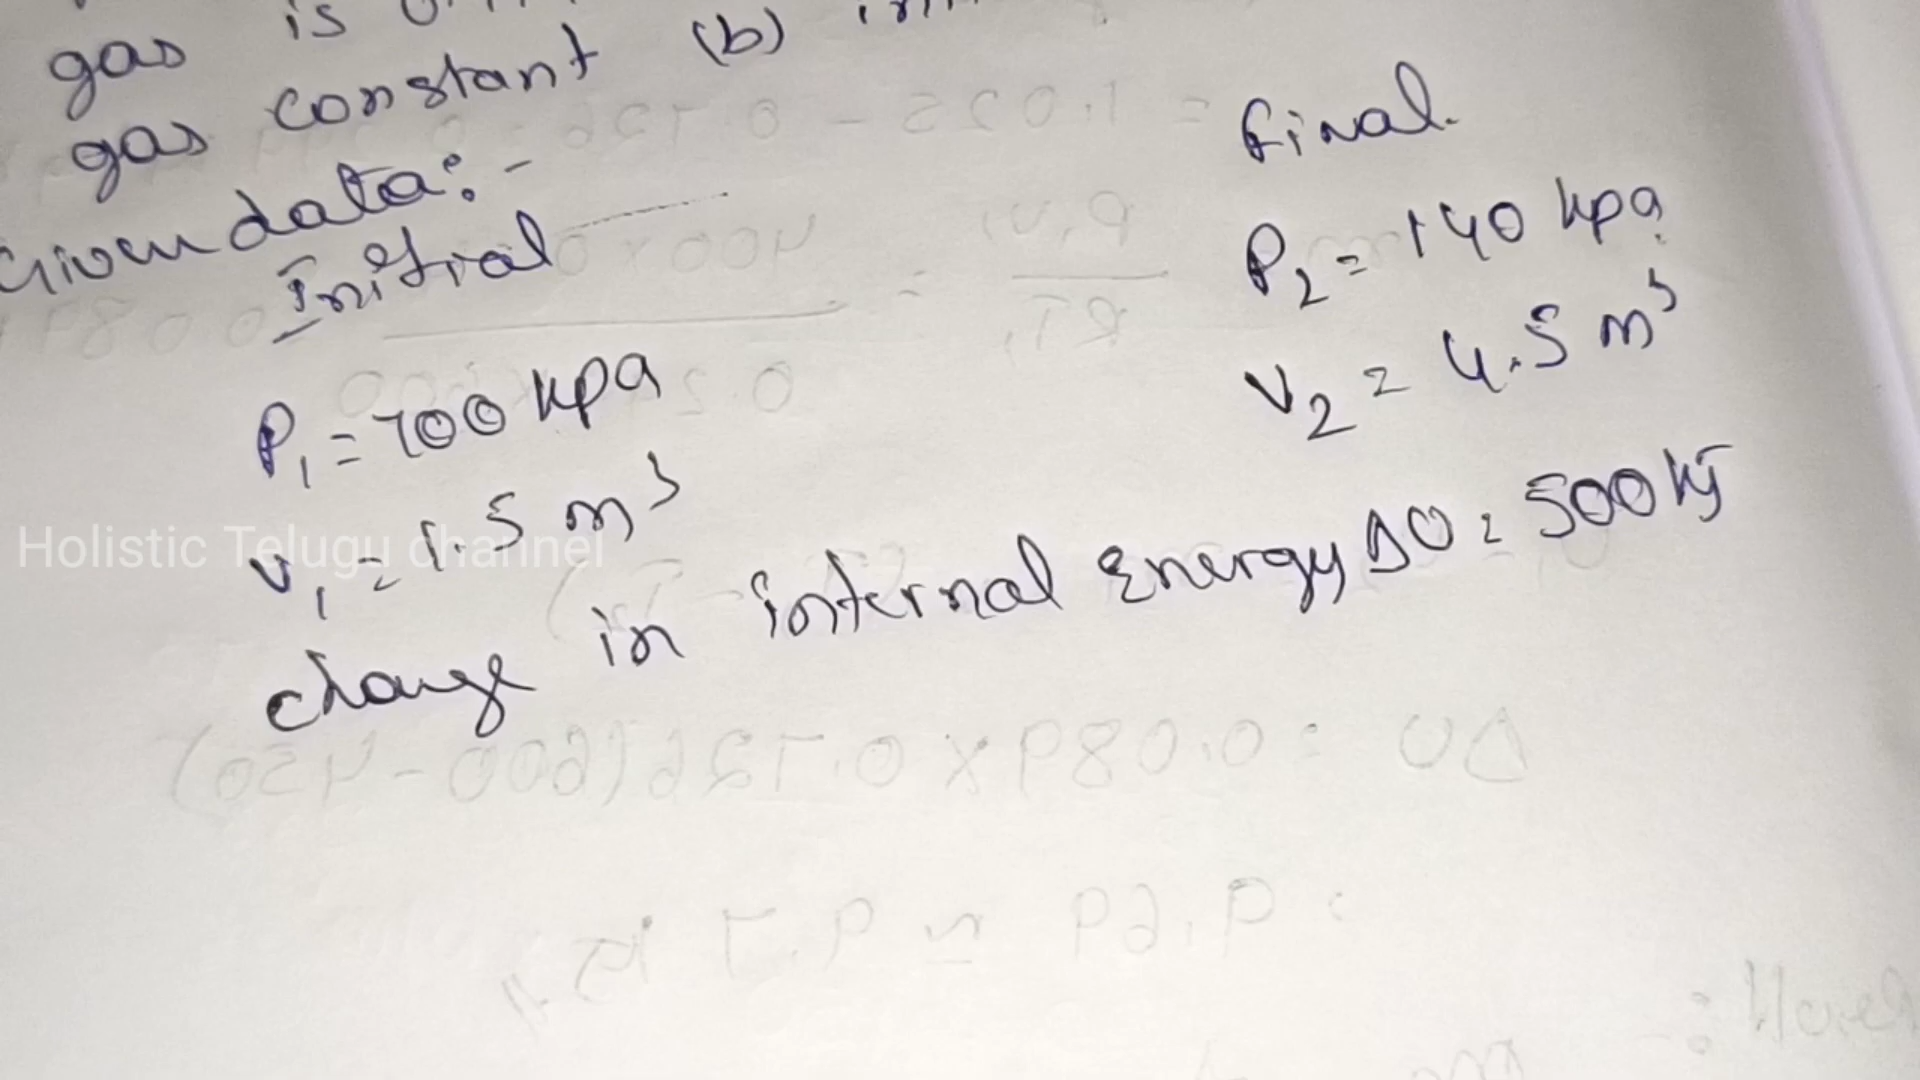 gas is
gas constant (b)
Given data:-
Initial
P₁ = 700 kpa
V₁ = 1.5 m³
Final.
P₂ = 140 kpa
V₂ = 4.5 m³
change in internal Energy ΔU = 500 kJ
Holistic Telugu channel